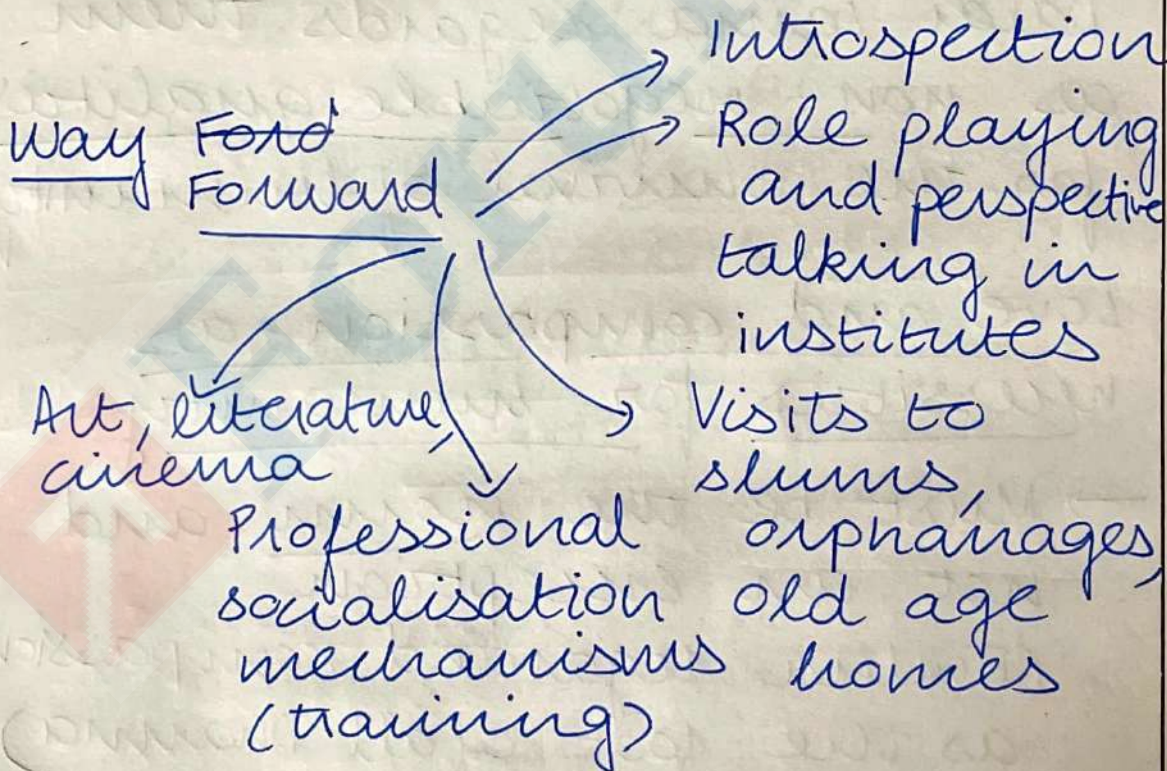 Way Ford
Forward
Introspection
Role playing
and perspective
talking in
institutes
Visits to
slums,
orphanages,
old age
homes
Professional
socialisation
mechanisms
(training)
Art, literature,
cinema